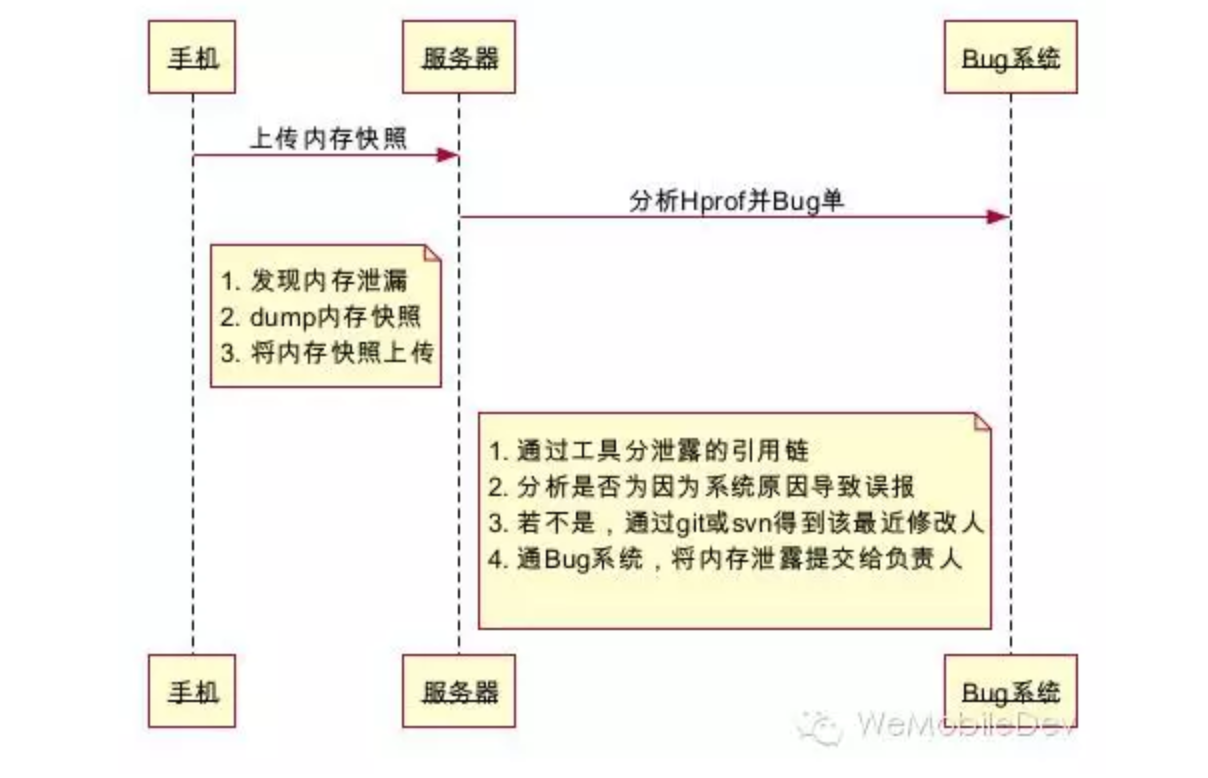 手机 服务器 Bug系统
上传内存快照
分析Hprof并Bug单
1. 发现内存泄漏
2. dump内存快照
3. 将内存快照上传
1. 通过工具分泄露的引用链
2. 分析是否为因为系统原因导致误报
3. 若不是，通过git或svn得到该最近修改人
4. 通Bug系统，将内存泄露提交给负责人
手机 服务器 Bug系统
WeMobileDev